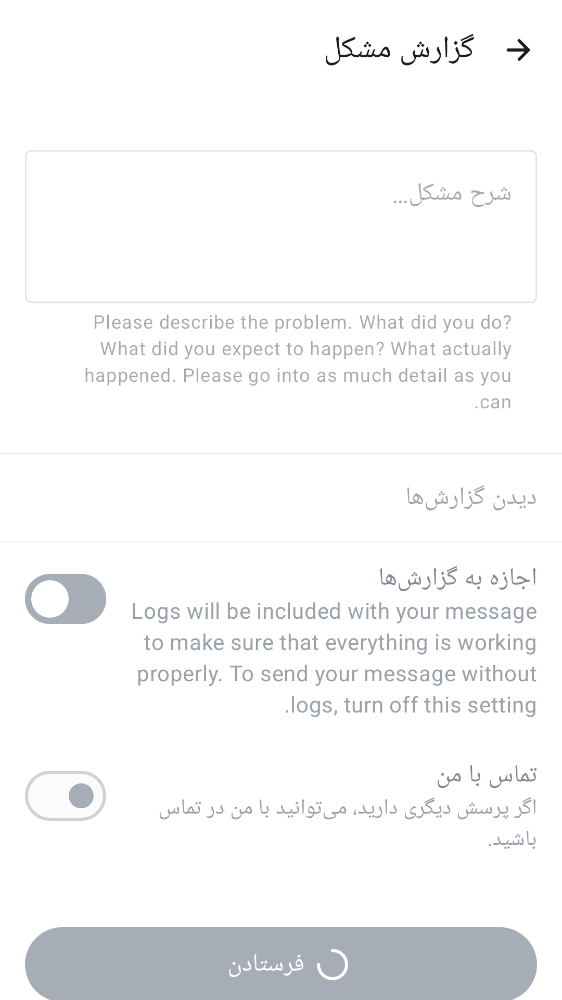 گزارش مشکل
شرح مشکل...
Please describe the problem. What did you do?
What did you expect to happen? What actually
happened. Please go into as much detail as you
can.
دیدن گزارش‌ها
اجازه به گزارش‌ها
Logs will be included with your message
to make sure that everything is working
properly. To send your message without
logs, turn off this setting.
تماس با من
اگر پرسش دیگری دارید، می‌توانید با من در تماس
باشید.
فرستادن